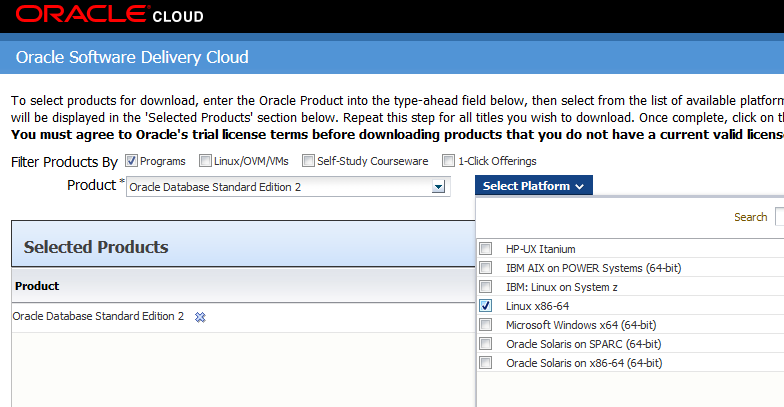 ORACLE CLOUD
Oracle Software Delivery Cloud
To select products for download, enter the Oracle Product into the type-ahead field below, then select from the list of available platform
will be displayed in the 'Selected Products' section below. Repeat this step for all titles you wish to download. Once complete, click on th
You must agree to Oracle's trial license terms before downloading products that you do not have a current valid license
Filter Products By Programs Linux/OVM/VMs Self-Study Courseware 1-Click Offerings
Product * Oracle Database Standard Edition 2 Select Platform
Search
Selected Products
HP-UX Itanium
IBM AIX on POWER Systems (64-bit)
Product
IBM: Linux on System z
Linux x86-64
Oracle Database Standard Edition 2
Microsoft Windows x64 (64-bit)
Oracle Solaris on SPARC (64-bit)
Oracle Solaris on x86-64 (64-bit)